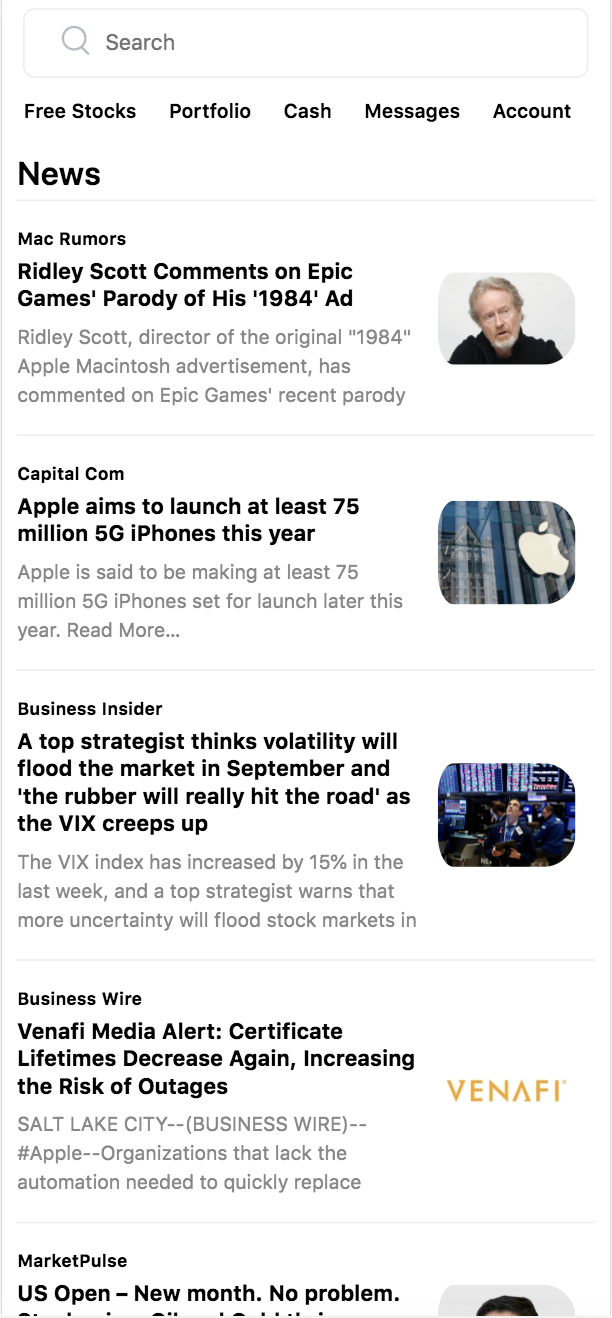 Search
Free Stocks Portfolio Cash Messages Account
News
Mac Rumors
Ridley Scott Comments on Epic
Games' Parody of His '1984' Ad
Ridley Scott, director of the original "1984"
Apple Macintosh advertisement, has
commented on Epic Games' recent parody
Capital Com
Apple aims to launch at least 75
million 5G iPhones this year
Apple is said to be making at least 75
million 5G iPhones set for launch later this
year. Read More...
Business Insider
A top strategist thinks volatility will
flood the market in September and
'the rubber will really hit the road' as
the VIX creeps up
The VIX index has increased by 15% in the
last week, and a top strategist warns that
more uncertainty will flood stock markets in
Business Wire
Venafi Media Alert: Certificate
Lifetimes Decrease Again, Increasing
the Risk of Outages
VENAFI
SALT LAKE CITY--(BUSINESS WIRE)--
#Apple--Organizations that lack the
automation needed to quickly replace
MarketPulse
US Open – New month. No problem.